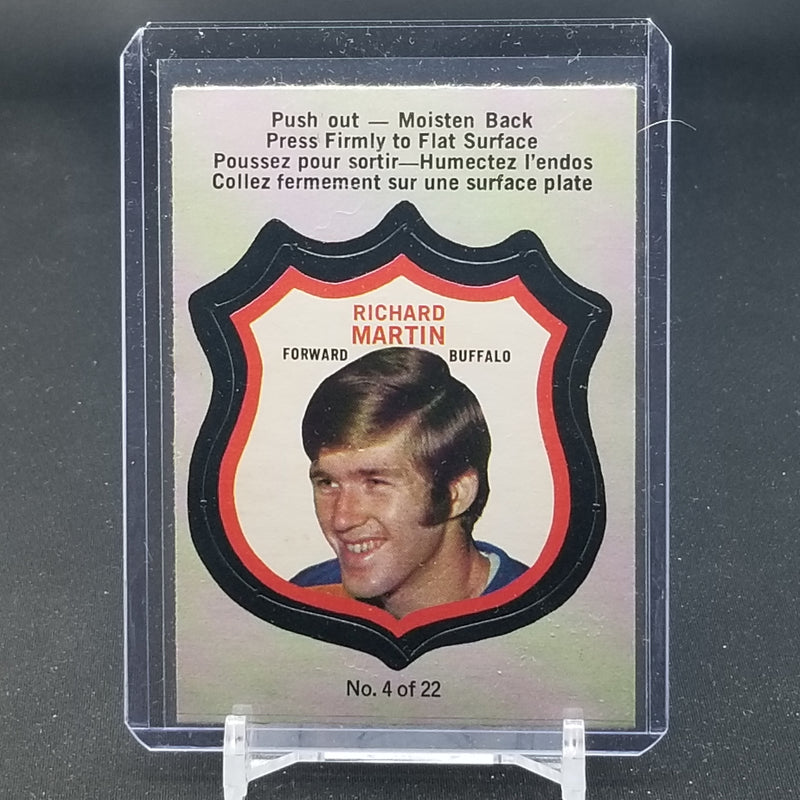 Push out — Moisten Back
Press Firmly to Flat Surface
Poussez pour sortir—Humectez l'endos
Collez fermement sur une surface plate
RICHARD
MARTIN
FORWARD BUFFALO
No. 4 of 22